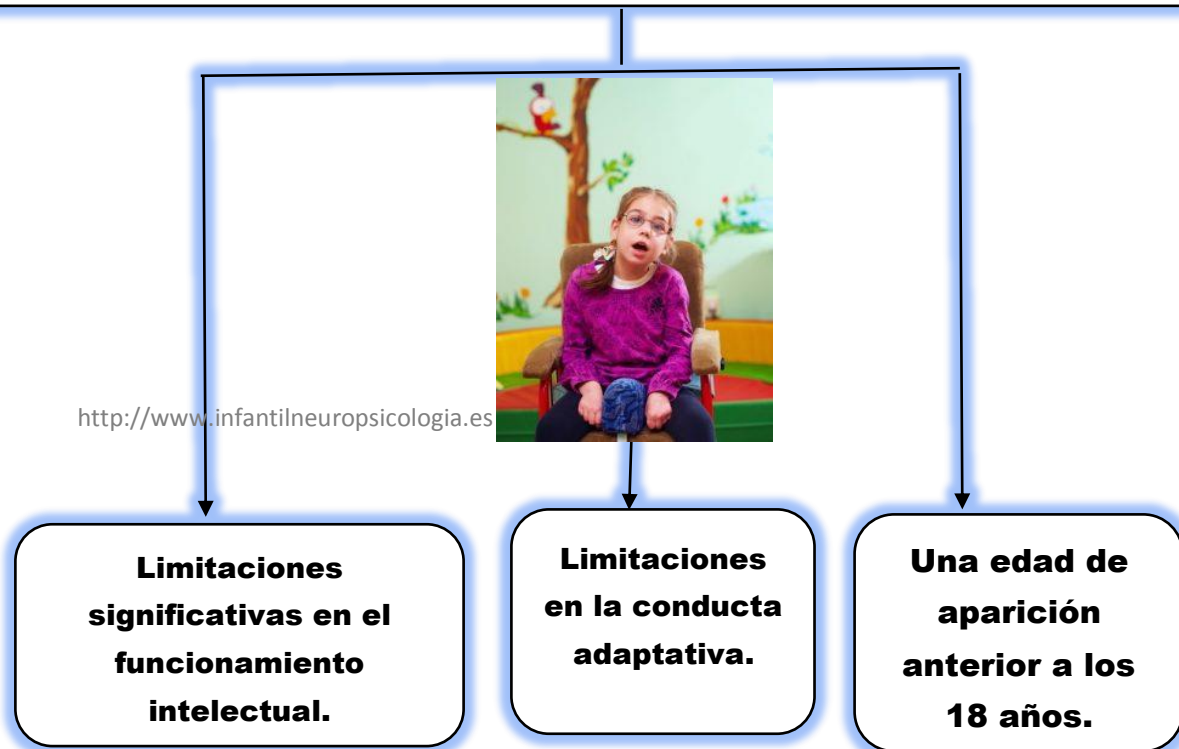 http://www.infantilneuropsicologia.es
Limitaciones
significativas en el
funcionamiento
intelectual.
Limitaciones
en la conducta
adaptativa.
Una edad de
aparición
anterior a los
18 años.